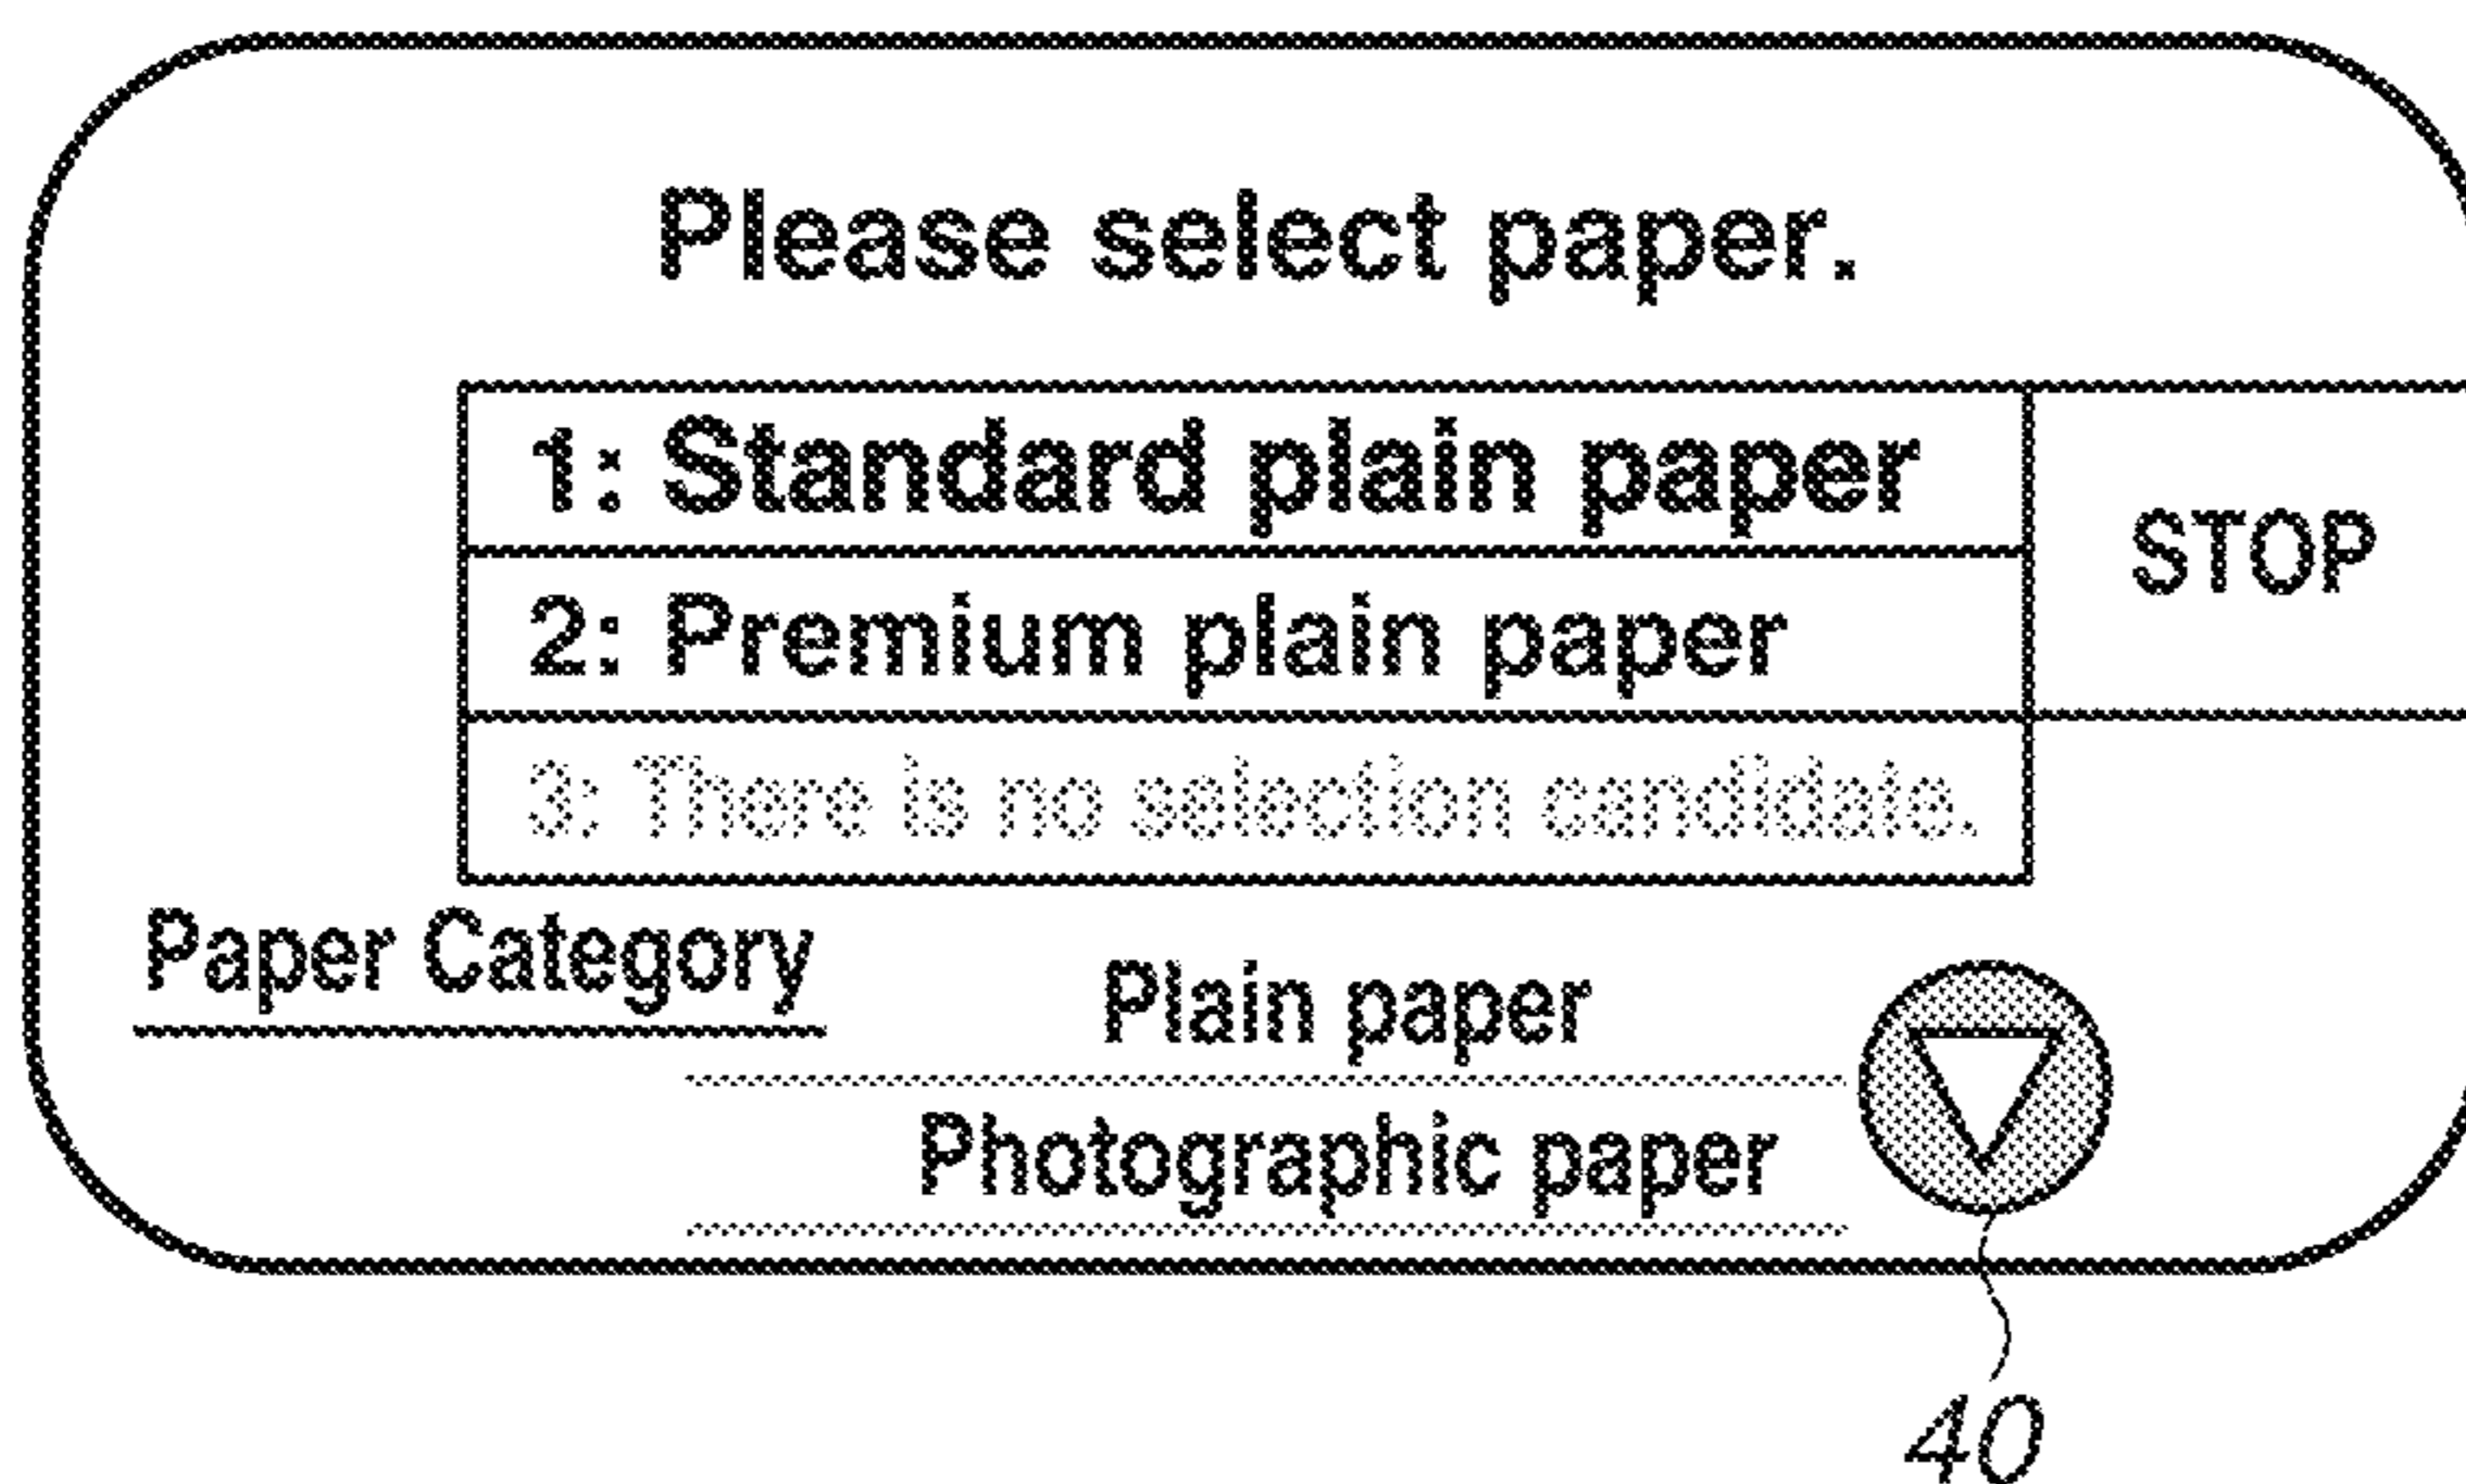 Please select paper.
1: Standard plain paper
STOP
2: Premium plain paper
3: There is no selection candidate.
Paper Category
Plain paper
Photographic paper
40